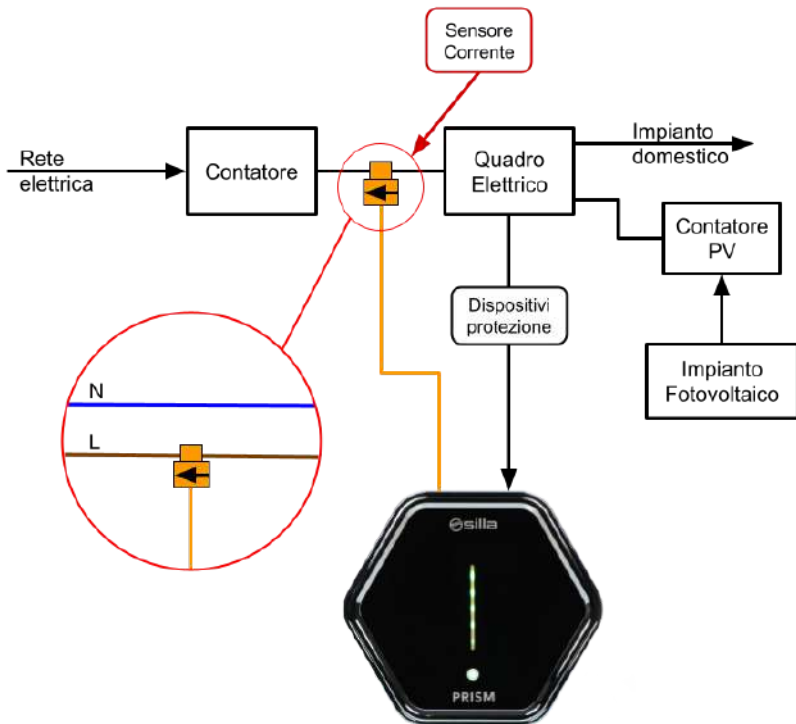 Sensore
Corrente
Rete
elettrica
Contatore
Quadro
Elettrico
Impianto
domestico
Contatore
PV
Dispositivi
protezione
Impianto
Fotovoltaico
N
L
silla
PRISM